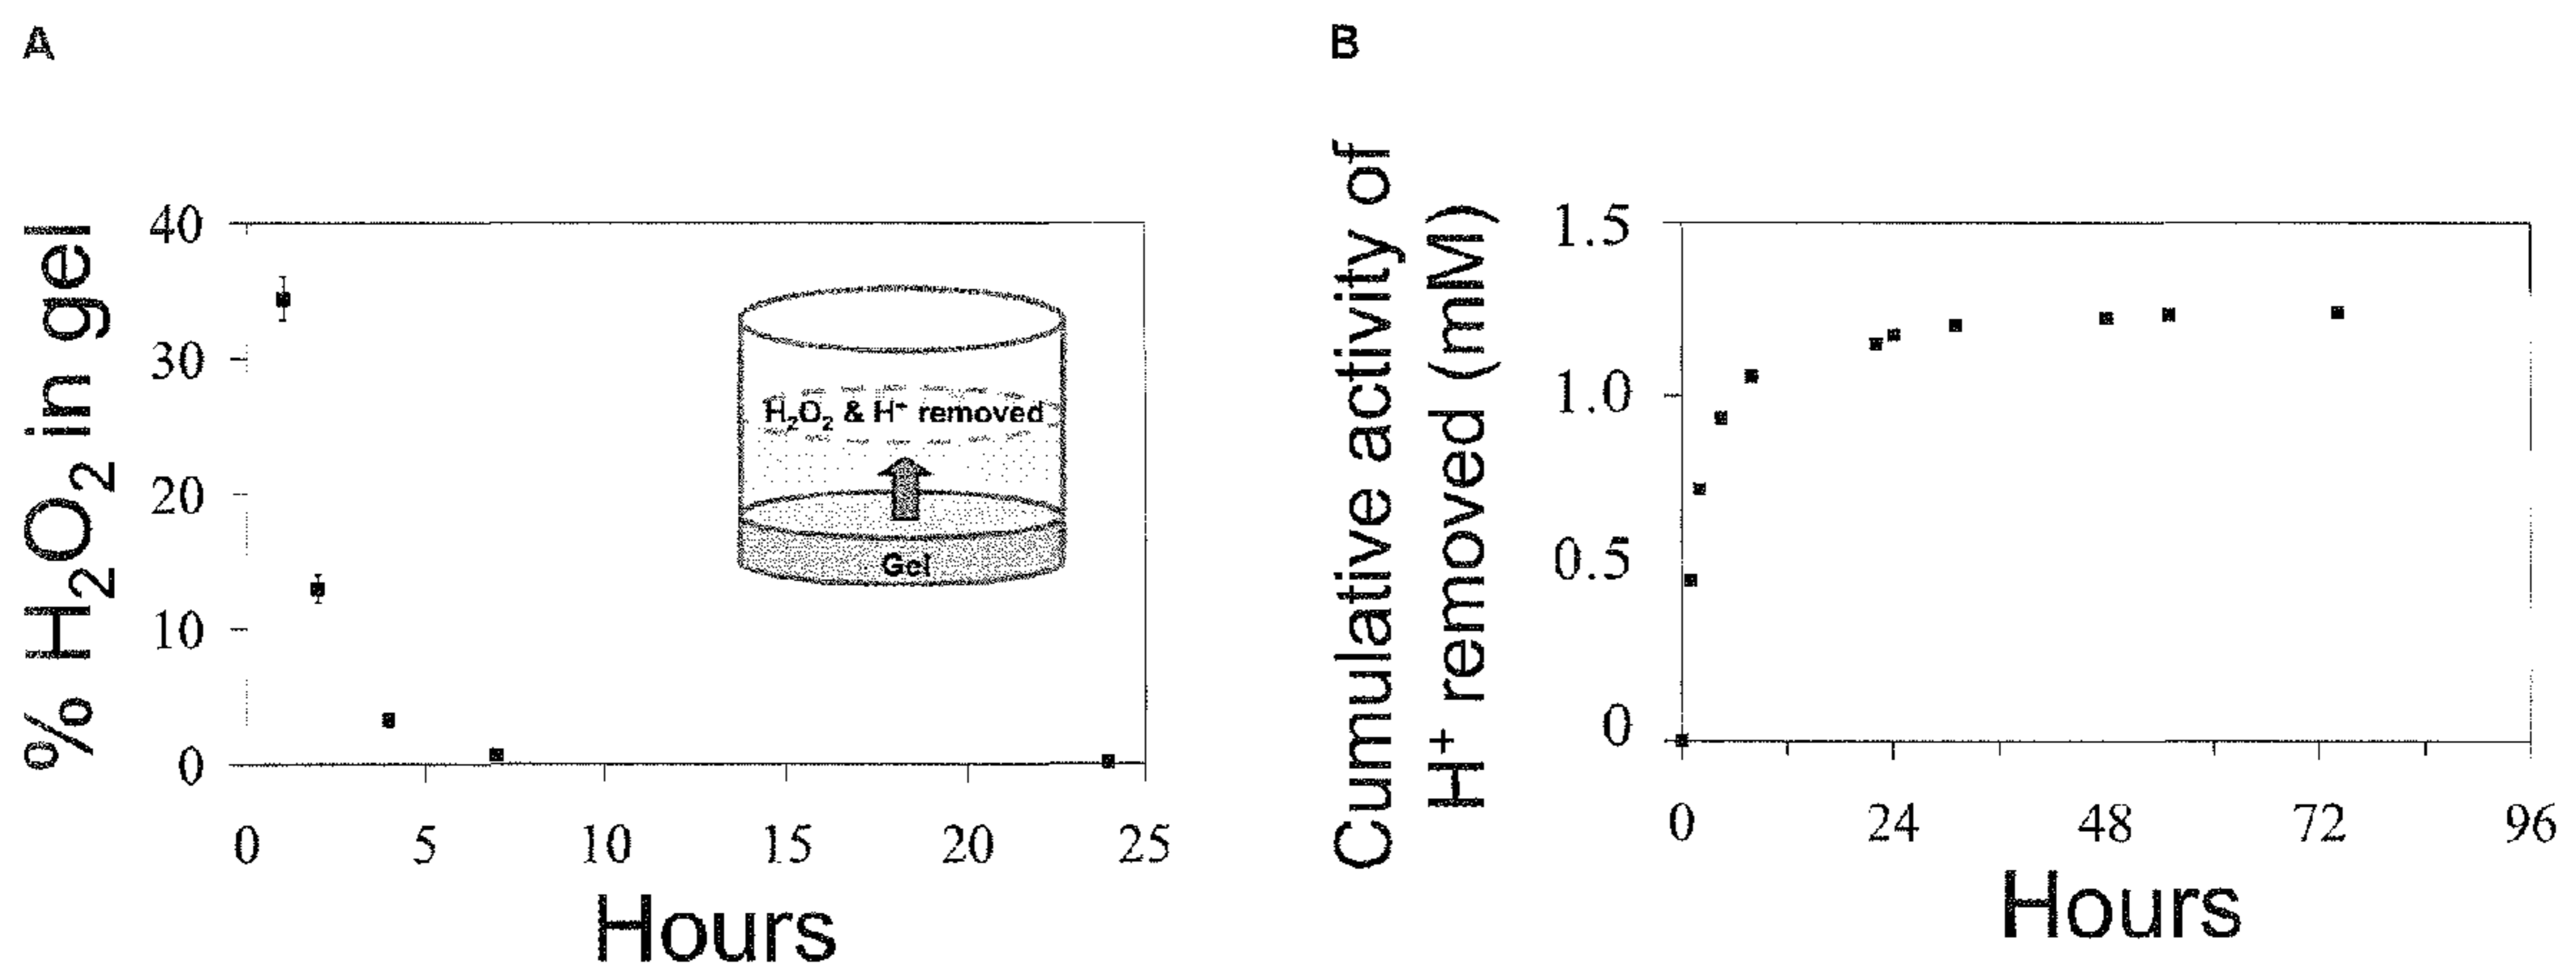 A
% H₂O₂ in gel
40
30
20
10
0
H₂O₂ & H⁺ removed
Gel
0 5 10 15 20 25
Hours
B
Cumulative activity of
H⁺ removed (mM)
1.5
1.0
0.5
0
0 24 48 72 96
Hours